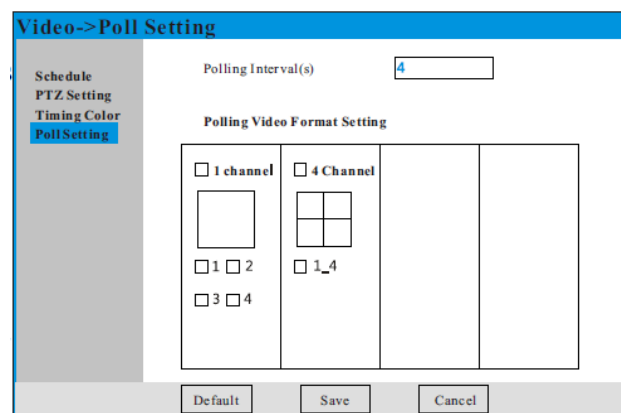 Video->Poll Setting
Schedule
PTZ Setting
Timing Color
Poll Setting
Polling Interval(s) 4
Polling Video Format Setting
1 channel 4 Channel
1 2 1_4
3 4
Default Save Cancel